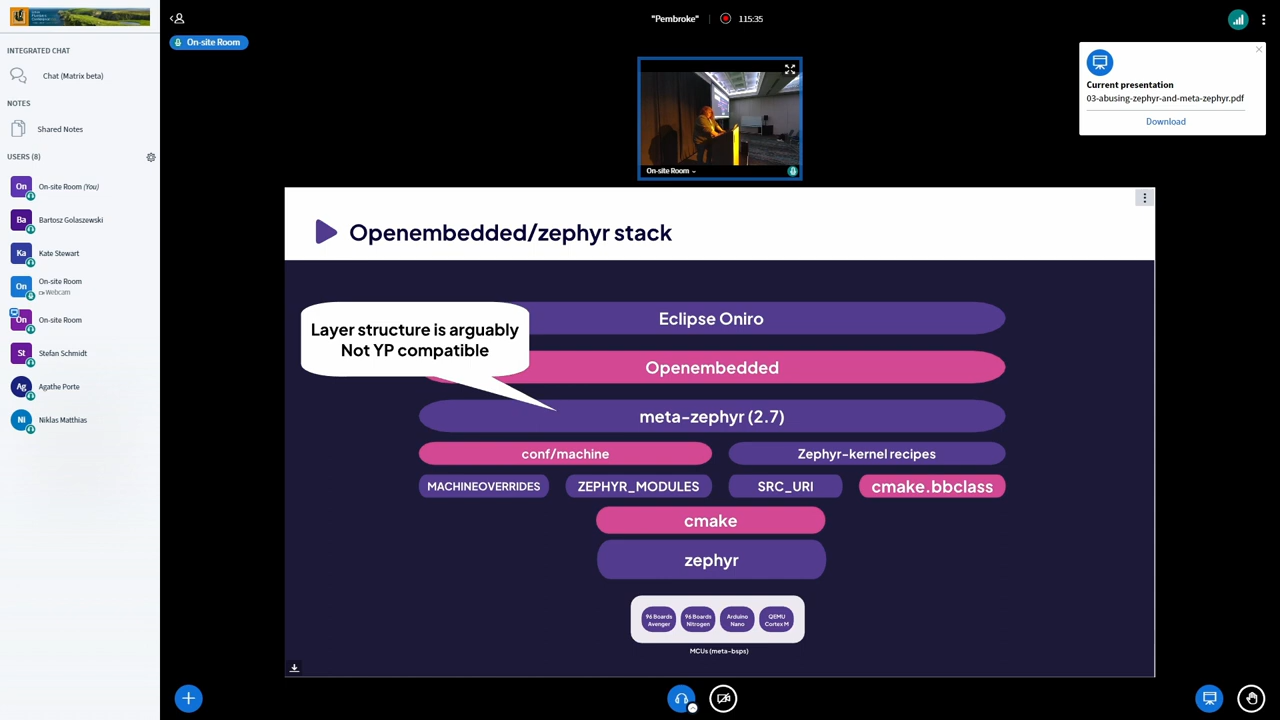 INTEGRATED CHAT
Chat (Matrix beta)
NOTES
Shared Notes
USERS (8)
On On-site Room (You)
Ba Bartosz Golaszewski
Ka Kate Stewart
On On-site Room
Webcam
On On-site Room
St Stefan Schmidt
Ag Agathe Porte
Ni Niklas Matthias
"Pembroke" 115:35
On-site Room
On-site Room
Current presentation
03-abusing-zephyr-and-meta-zephyr.pdf
Download
Openembedded/zephyr stack
Layer structure is arguably
Not YP compatible
Eclipse Oniro
Openembedded
meta-zephyr (2.7)
conf/machine Zephyr-kernel recipes
MACHINEOVERRIDES ZEPHYR_MODULES SRC_URI cmake.bbclass
cmake
zephyr
96 Boards Avenger
96 Boards Nitrogen
Arduino Nano
QEMU Cortex M
MCUs (meta-bsps)